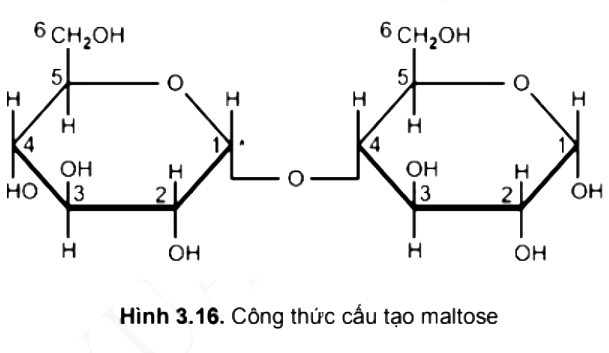 6 CH₂OH 6 CH₂OH
5 O 5 O
H H H H
H H
4 1 * 4 1
OH H OH H
HO 3 2 O 3 2 OH
H OH H OH
Hình 3.16. Công thức cấu tạo maltose